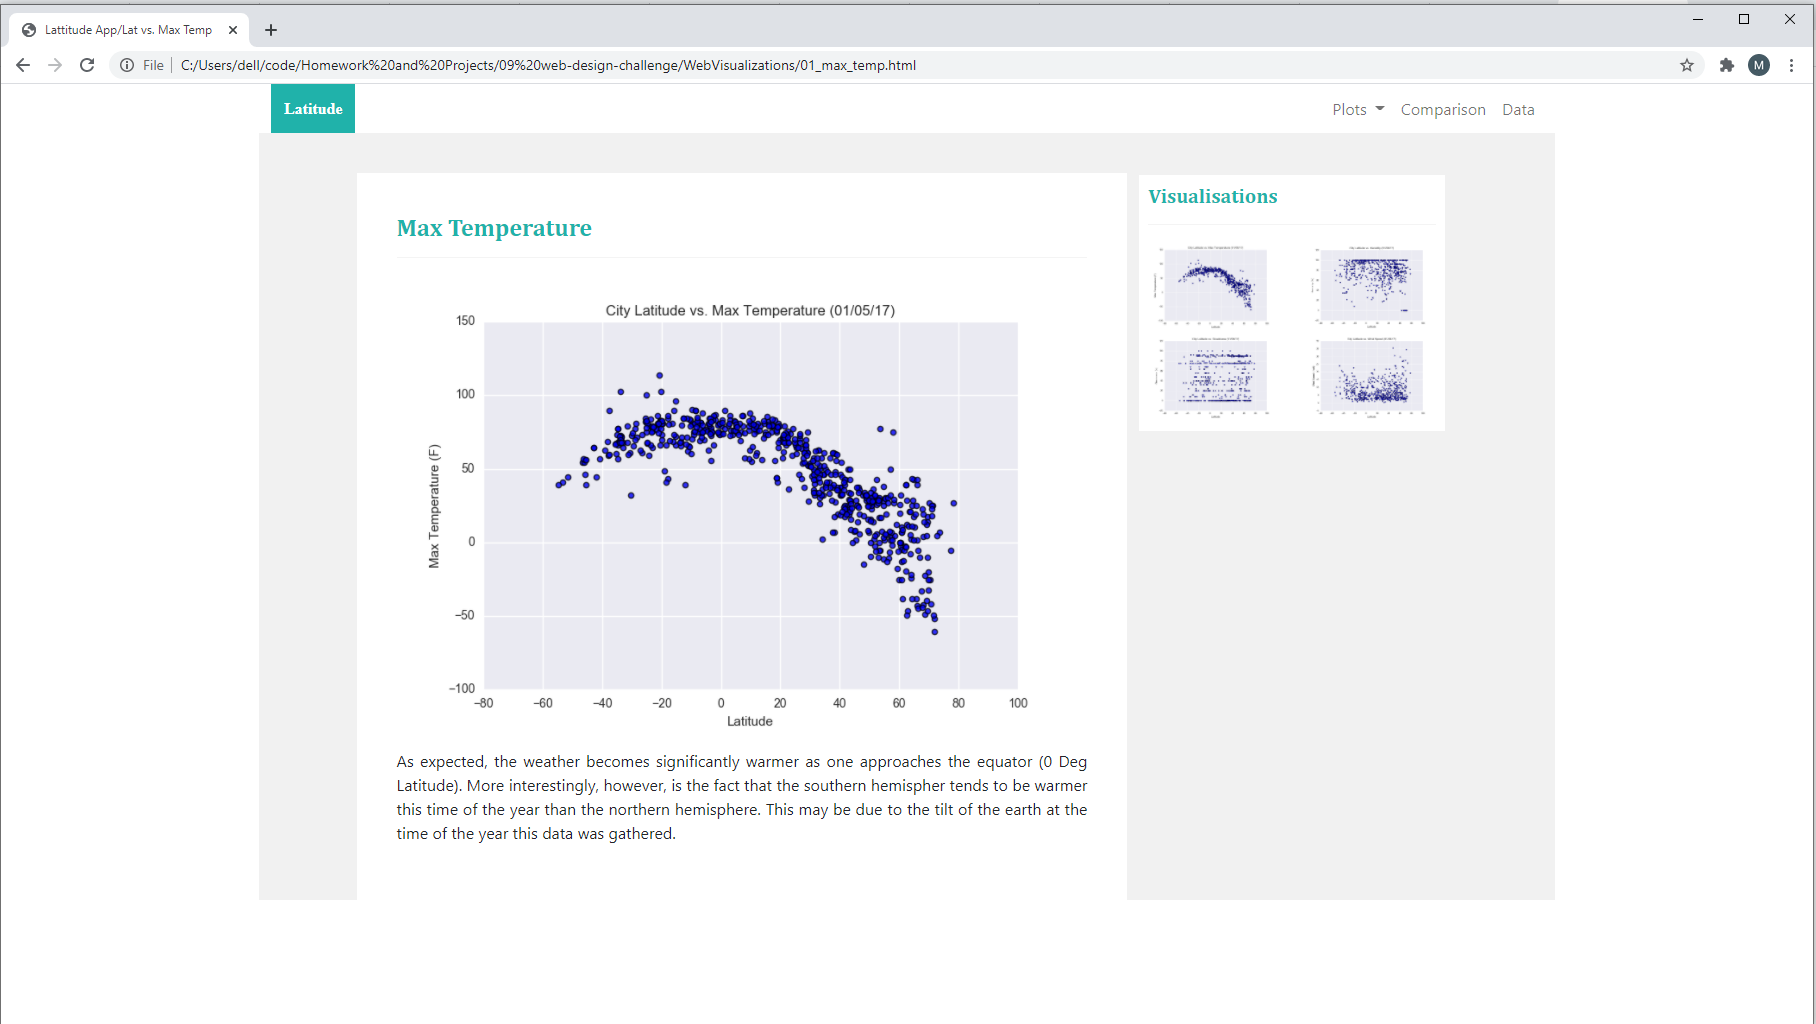 Lattitude App/Lat vs. Max Temp
File
C:/Users/dell/code/Homework%20and%20Projects/09%20web-design-challenge/WebVisualizations/01_max_temp.html
M
Latitude
Plots
Comparison
Data
Max Temperature
City Latitude vs. Max Temperature (01/05/17)
150
100
50
0
−50
−100
Max Temperature (F)
−80 −60 −40 −20 0 20 40 60 80 100
Latitude
As expected, the weather becomes significantly warmer as one approaches the equator (0 Deg
Latitude). More interestingly, however, is the fact that the southern hemispher tends to be warmer
this time of the year than the northern hemisphere. This may be due to the tilt of the earth at the
time of the year this data was gathered.
Visualisations